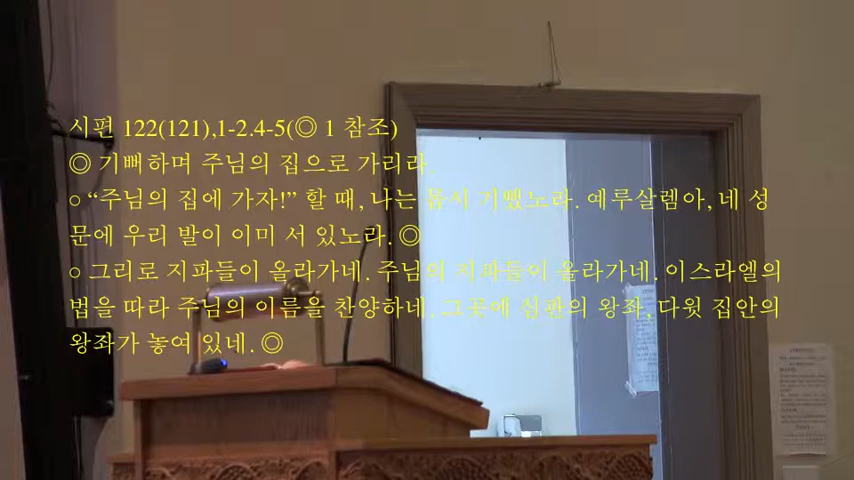 시편 122(121),1-2.4-5(◎ 1 참조)
◎ 기뻐하며 주님의 집으로 가리라.
○ “주님의 집에 가자!” 할 때, 나는 몹시 기뻤노라. 예루살렘아, 네 성
문에 우리 발이 이미 서 있노라. ◎
○ 그리로 지파들이 올라가네. 주님의 지파들이 올라가네. 이스라엘의
법을 따라 주님의 이름을 찬양하네. 그곳에 심판의 왕좌, 다윗 집안의
왕좌가 놓여 있네. ◎